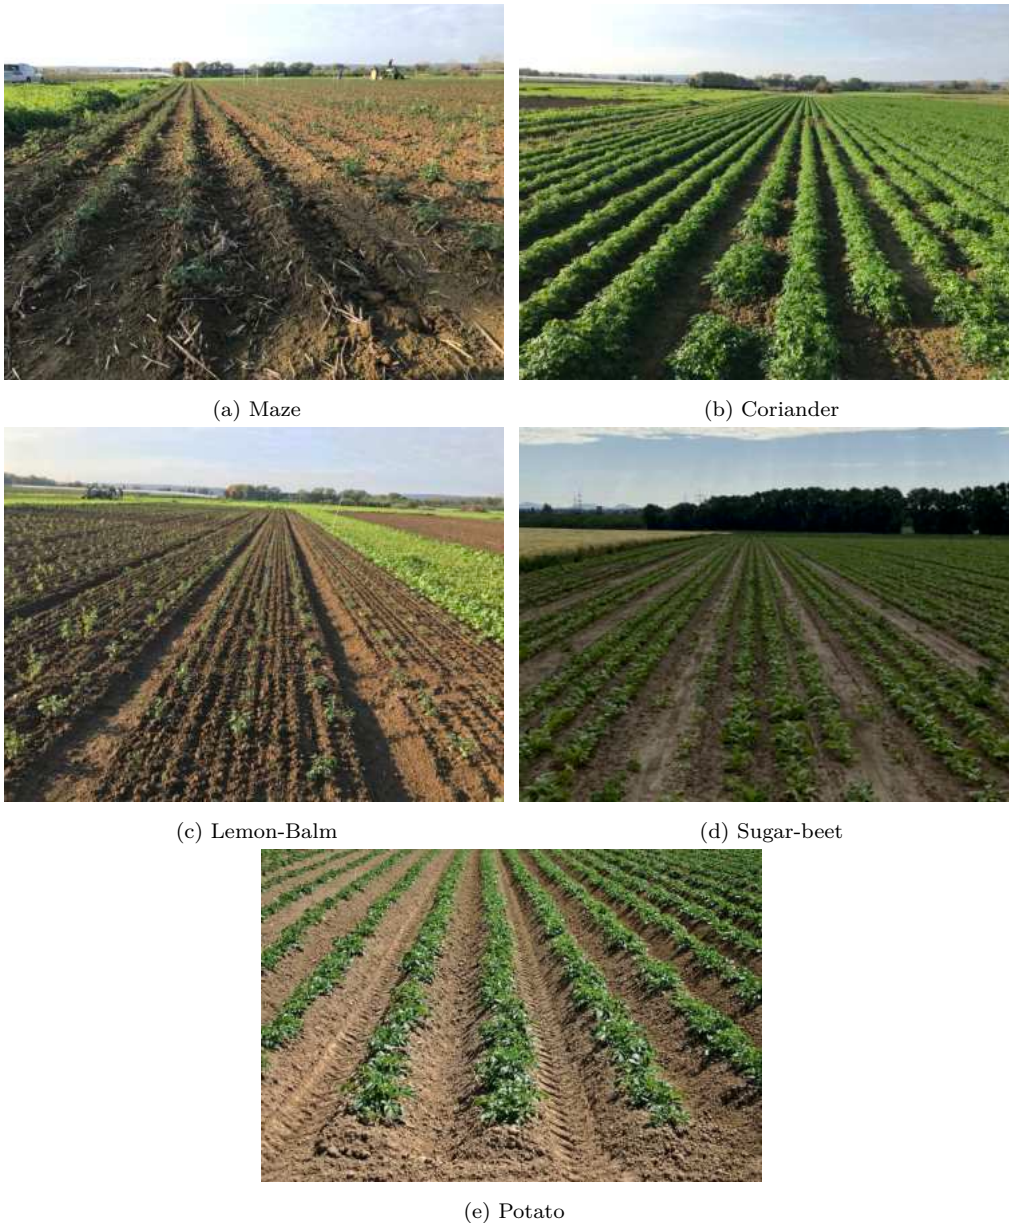 (a) Maze
(b) Coriander
(c) Lemon-Balm
(d) Sugar-beet
(e) Potato